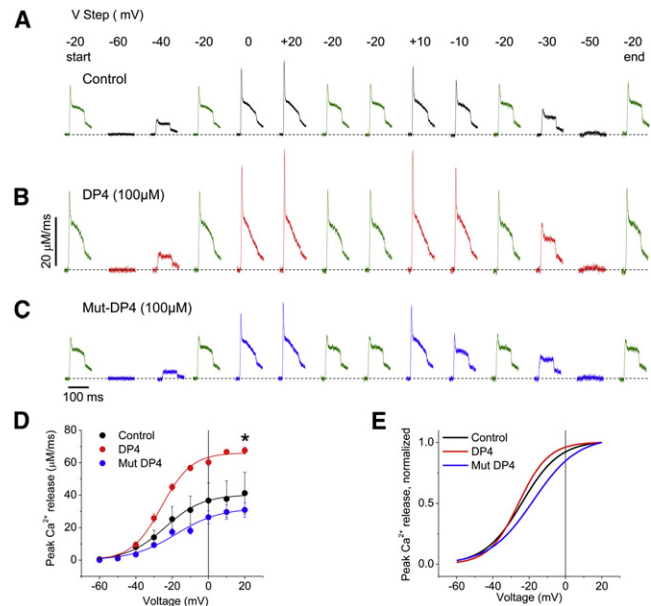 A
V Step ( mV)
-20 -60 -40 -20 0 +20 -20 -20 +10 -10 -20 -30 -50 -20
start end
Control
B
DP4 (100µM)
20 µM/ms
C
Mut-DP4 (100µM)
100 ms
D
Peak Ca²⁺ release (µM/ms)
80
60
40
20
0
Control
DP4
Mut DP4
*
-60 -40 -20 0 20
Voltage (mV)
E
Peak Ca²⁺ release, normalized
1.0
0.5
0.0
Control
DP4
Mut DP4
-60 -40 -20 0 20
Voltage (mV)